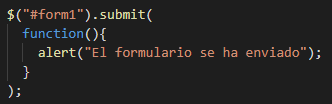 $("#form1").submit(
function(){
alert("El formulario se ha enviado");
}
);